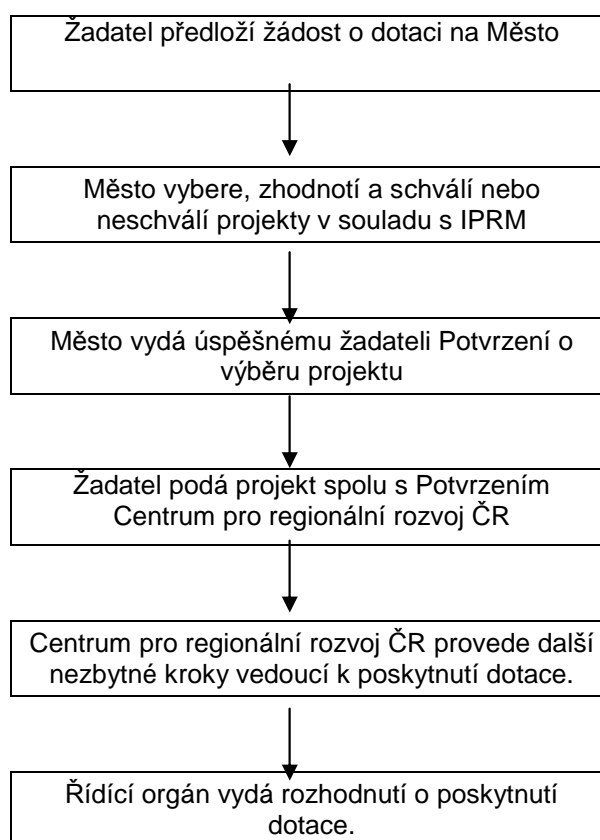 Žadatel předloží žádost o dotaci na Město
Město vybere, zhodnotí a schválí nebo
neschválí projekty v souladu s IPRM
Město vydá úspěšnému žadateli Potvrzení o
výběru projektu
Žadatel podá projekt spolu s Potvrzením
Centrum pro regionální rozvoj ČR
Centrum pro regionální rozvoj ČR provede další
nezbytné kroky vedoucí k poskytnutí dotace.
Řídící orgán vydá rozhodnutí o poskytnutí
dotace.